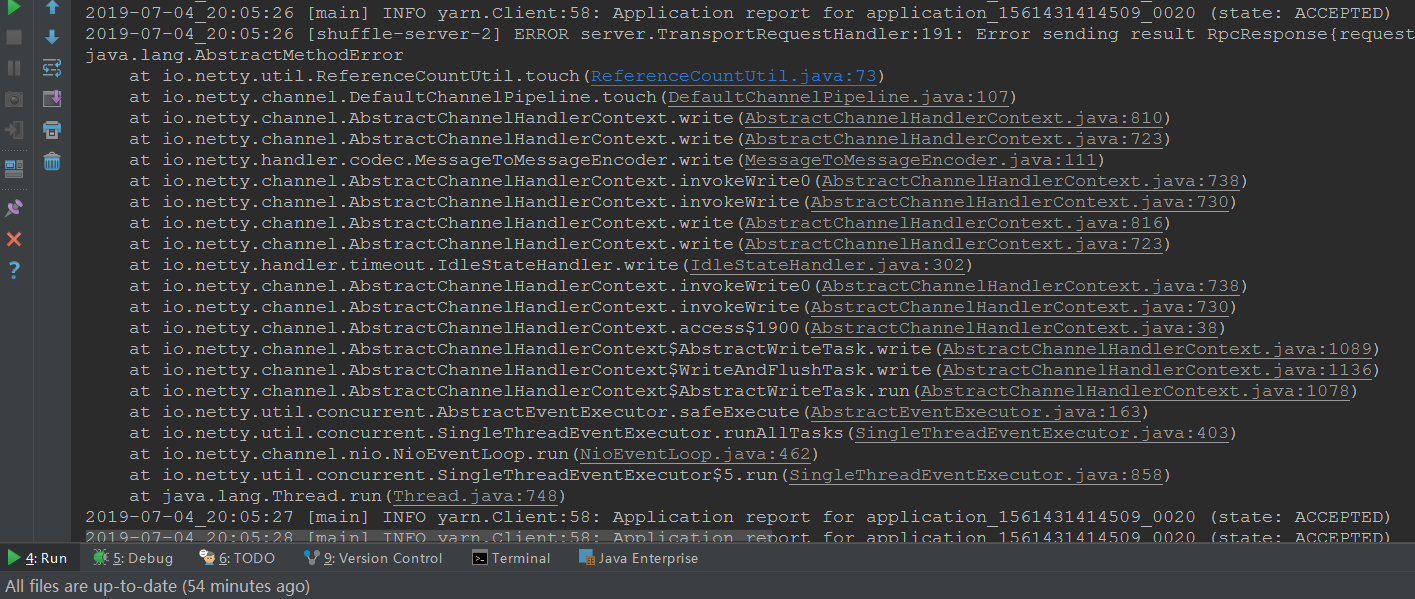 2019-07-04_20:05:26 [main] INFO yarn.Client:58: Application report for application_1561431414509_0020 (state: ACCEPTED)
2019-07-04_20:05:26 [shuffle-server-2] ERROR server.TransportRequestHandler:191: Error sending result RpcResponse{request
java.lang.AbstractMethodError
at io.netty.util.ReferenceCountUtil.touch(ReferenceCountUtil.java:73)
at io.netty.channel.DefaultChannelPipeline.touch(DefaultChannelPipeline.java:107)
at io.netty.channel.AbstractChannelHandlerContext.write(AbstractChannelHandlerContext.java:810)
at io.netty.channel.AbstractChannelHandlerContext.write(AbstractChannelHandlerContext.java:723)
at io.netty.handler.codec.MessageToMessageEncoder.write(MessageToMessageEncoder.java:111)
at io.netty.channel.AbstractChannelHandlerContext.invokeWrite0(AbstractChannelHandlerContext.java:738)
at io.netty.channel.AbstractChannelHandlerContext.invokeWrite(AbstractChannelHandlerContext.java:730)
at io.netty.channel.AbstractChannelHandlerContext.write(AbstractChannelHandlerContext.java:816)
at io.netty.channel.AbstractChannelHandlerContext.write(AbstractChannelHandlerContext.java:723)
at io.netty.handler.timeout.IdleStateHandler.write(IdleStateHandler.java:302)
at io.netty.channel.AbstractChannelHandlerContext.invokeWrite0(AbstractChannelHandlerContext.java:738)
at io.netty.channel.AbstractChannelHandlerContext.invokeWrite(AbstractChannelHandlerContext.java:730)
at io.netty.channel.AbstractChannelHandlerContext.access$1900(AbstractChannelHandlerContext.java:38)
at io.netty.channel.AbstractChannelHandlerContext$AbstractWriteTask.write(AbstractChannelHandlerContext.java:1089)
at io.netty.channel.AbstractChannelHandlerContext$WriteAndFlushTask.write(AbstractChannelHandlerContext.java:1136)
at io.netty.channel.AbstractChannelHandlerContext$AbstractWriteTask.run(AbstractChannelHandlerContext.java:1078)
at io.netty.util.concurrent.AbstractEventExecutor.safeExecute(AbstractEventExecutor.java:163)
at io.netty.util.concurrent.SingleThreadEventExecutor.runAllTasks(SingleThreadEventExecutor.java:403)
at io.netty.channel.nio.NioEventLoop.run(NioEventLoop.java:462)
at io.netty.util.concurrent.SingleThreadEventExecutor$5.run(SingleThreadEventExecutor.java:858)
at java.lang.Thread.run(Thread.java:748)
2019-07-04_20:05:27 [main] INFO yarn.Client:58: Application report for application_1561431414509_0020 (state: ACCEPTED)
2019-07-04_20:05:28 [main] INFO yarn.Client:58: Application report for application_1561431414509_0020 (state: ACCEPTED)
4: Run 5: Debug 6: TODO 9: Version Control Terminal Java Enterprise
All files are up-to-date (54 minutes ago)